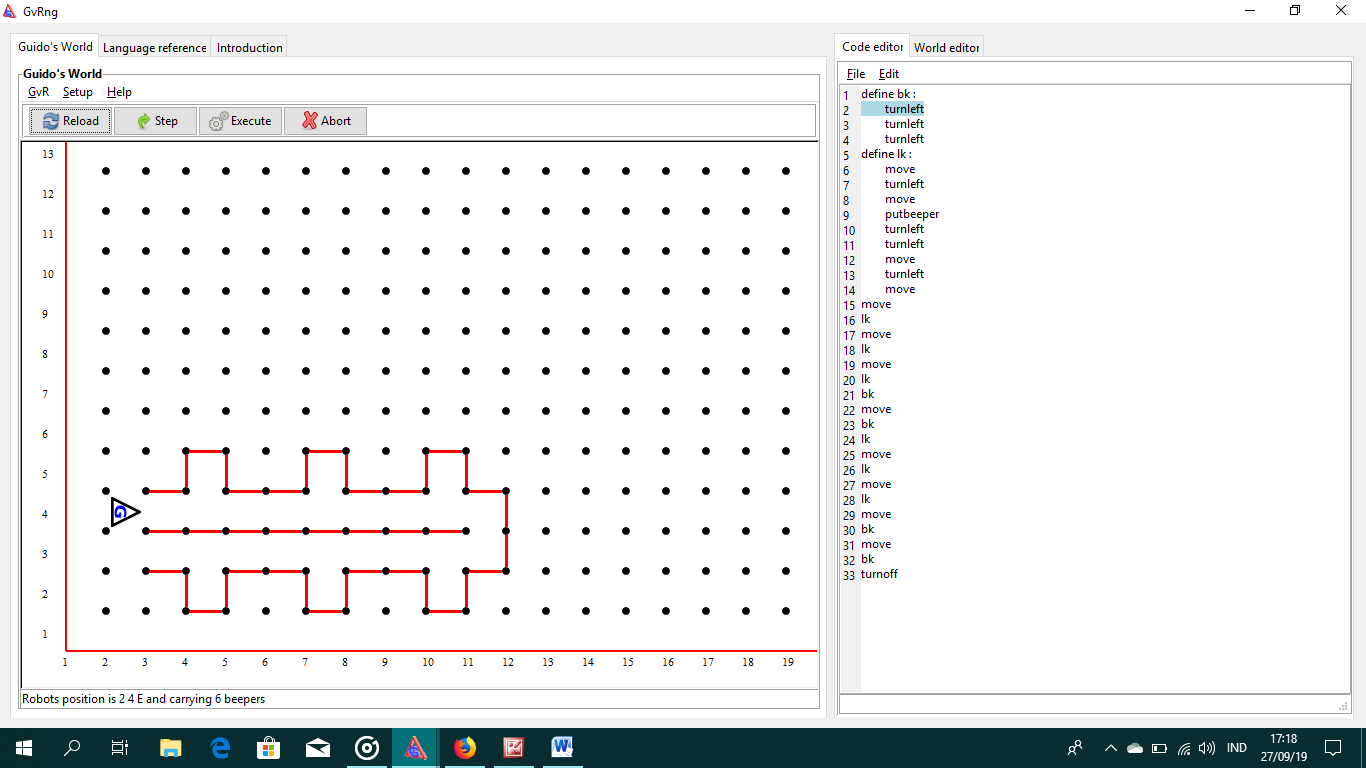 GvRng
Guido's World Language reference Introduction
Guido's World
GvR Setup Help
Reload Step Execute Abort
13
12
11
10
9
8
7
6
5
4
3
2
1
G
1 2 3 4 5 6 7 8 9 10 11 12 13 14 15 16 17 18 19
Robots position is 2 4 E and carrying 6 beepers
Code editor World editor
File Edit
1 define bk :
2 turnleft
3 turnleft
4 turnleft
5 define lk :
6 move
7 turnleft
8 move
9 putbeeper
10 turnleft
11 turnleft
12 move
13 turnleft
14 move
15 move
16 lk
17 move
18 lk
19 move
20 lk
21 bk
22 move
23 bk
24 lk
25 move
26 lk
27 move
28 lk
29 move
30 bk
31 move
32 bk
33 turnoff
IND
17:18
27/09/19